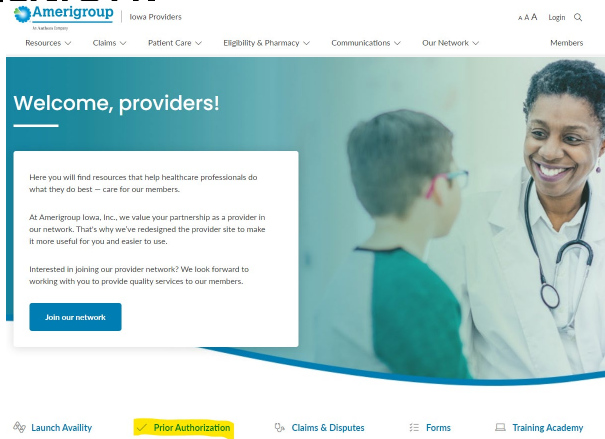 Amerigroup
An Anthem Company
Iowa Providers
A A A Login
Resources Claims Patient Care Eligibility & Pharmacy Communications Our Network Members
Welcome, providers!
Here you will find resources that help healthcare professionals do
what they do best — care for our members.
At Amerigroup Iowa, Inc., we value your partnership as a provider in
our network. That's why we've redesigned the provider site to make
it more useful for you and easier to use.
Interested in joining our provider network? We look forward to
working with you to provide quality services to our members.
Join our network
Launch Availity Prior Authorization Claims & Disputes Forms Training Academy